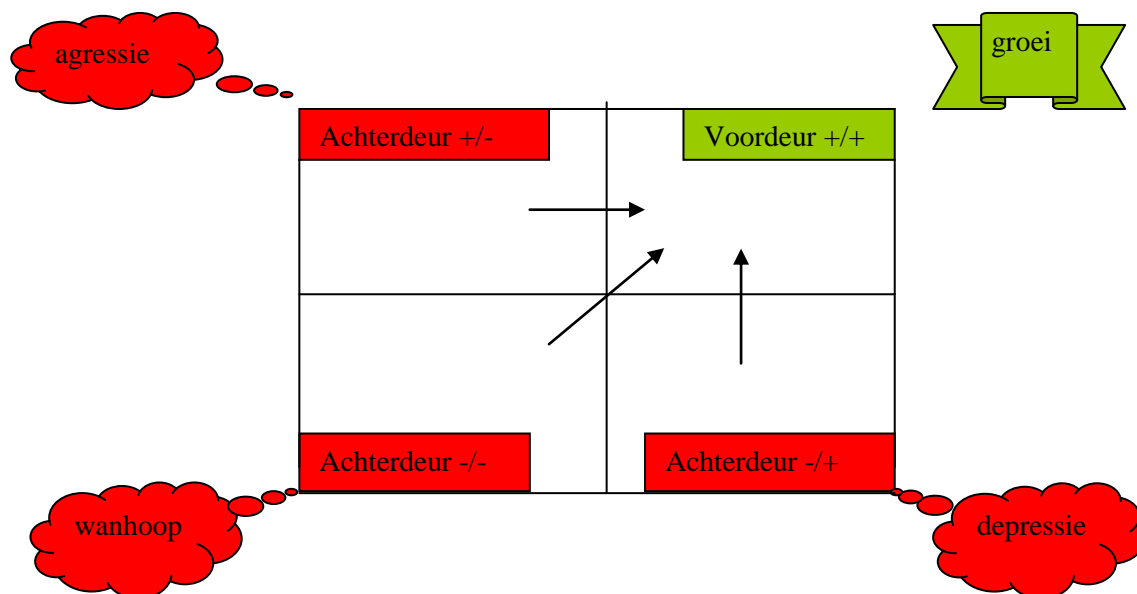 agressie
groei
Achterdeur +/-
Voordeur +/+
Achterdeur -/-
Achterdeur -/+
wanhoop
depressie